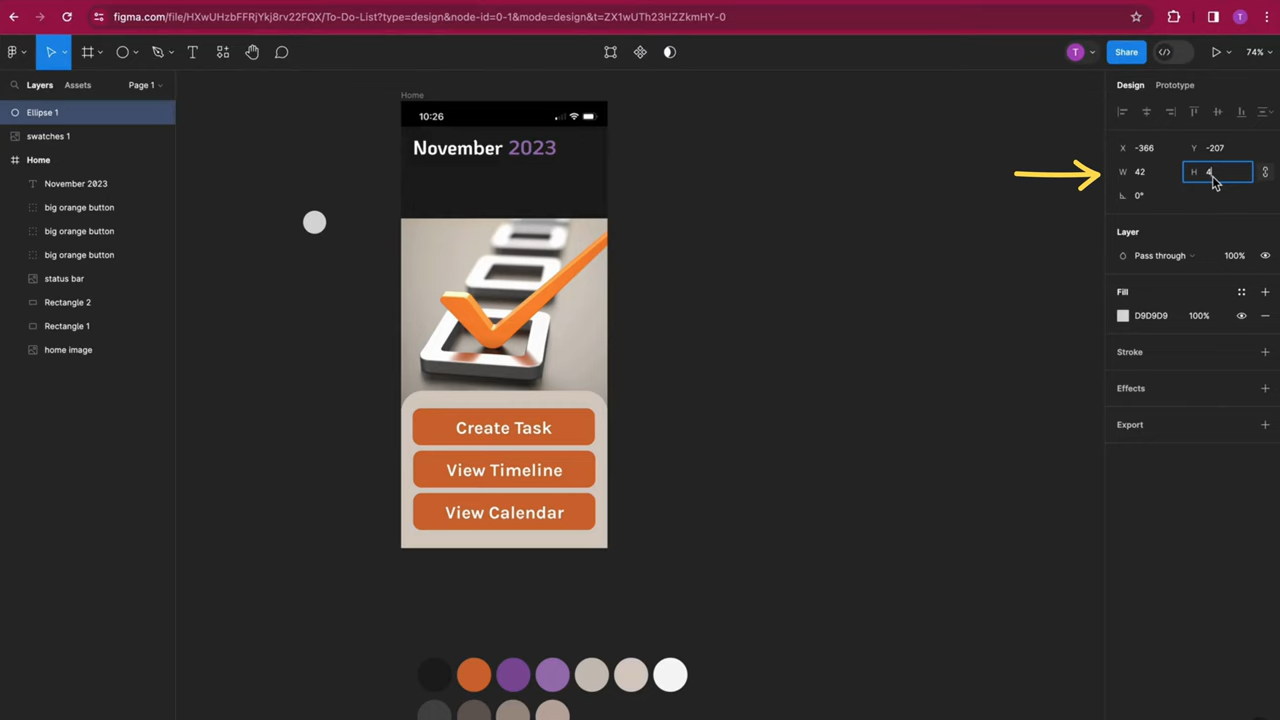 figma.com/file/HXwUHzbFFRjYkj8rv22FQX/To-Do-List?type=design&node-id=0-1&mode=design&t=ZX1wUTh23HZZkmHY-0
T
T
Share
74%
Layers
Assets
Page 1
Ellipse 1
swatches 1
Home
November 2023
big orange button
big orange button
big orange button
status bar
Rectangle 2
Rectangle 1
home image
Home
10:26
November 2023
Create Task
View Timeline
View Calendar
Design
Prototype
X -366 Y -207
W 42 H 4
0°
Layer
Pass through 100%
Fill
D9D9D9 100%
Stroke
Effects
Export